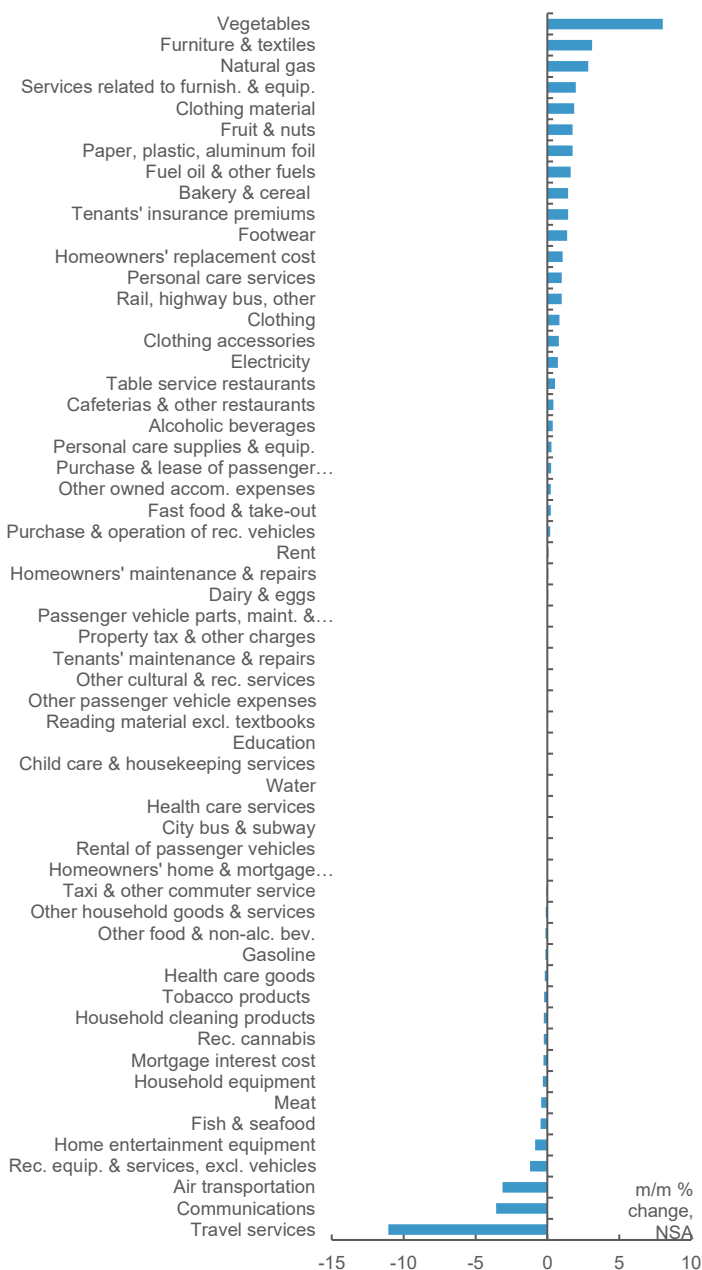 Vegetables
Furniture & textiles
Natural gas
Services related to furnish. & equip.
Clothing material
Fruit & nuts
Paper, plastic, aluminum foil
Fuel oil & other fuels
Bakery & cereal
Tenants' insurance premiums
Footwear
Homeowners' replacement cost
Personal care services
Rail, highway bus, other
Clothing
Clothing accessories
Electricity
Table service restaurants
Cafeterias & other restaurants
Alcoholic beverages
Personal care supplies & equip.
Purchase & lease of passenger…
Other owned accom. expenses
Fast food & take-out
Purchase & operation of rec. vehicles
Rent
Homeowners' maintenance & repairs
Dairy & eggs
Passenger vehicle parts, maint. &…
Property tax & other charges
Tenants' maintenance & repairs
Other cultural & rec. services
Other passenger vehicle expenses
Reading material excl. textbooks
Education
Child care & housekeeping services
Water
Health care services
City bus & subway
Rental of passenger vehicles
Homeowners' home & mortgage…
Taxi & other commuter service
Other household goods & services
Other food & non-alc. bev.
Gasoline
Health care goods
Tobacco products
Household cleaning products
Rec. cannabis
Mortgage interest cost
Household equipment
Meat
Fish & seafood
Home entertainment equipment
Rec. equip. & services, excl. vehicles
Air transportation
Communications
Travel services
m/m %
change,
NSA
-15 -10 -5 0 5 10